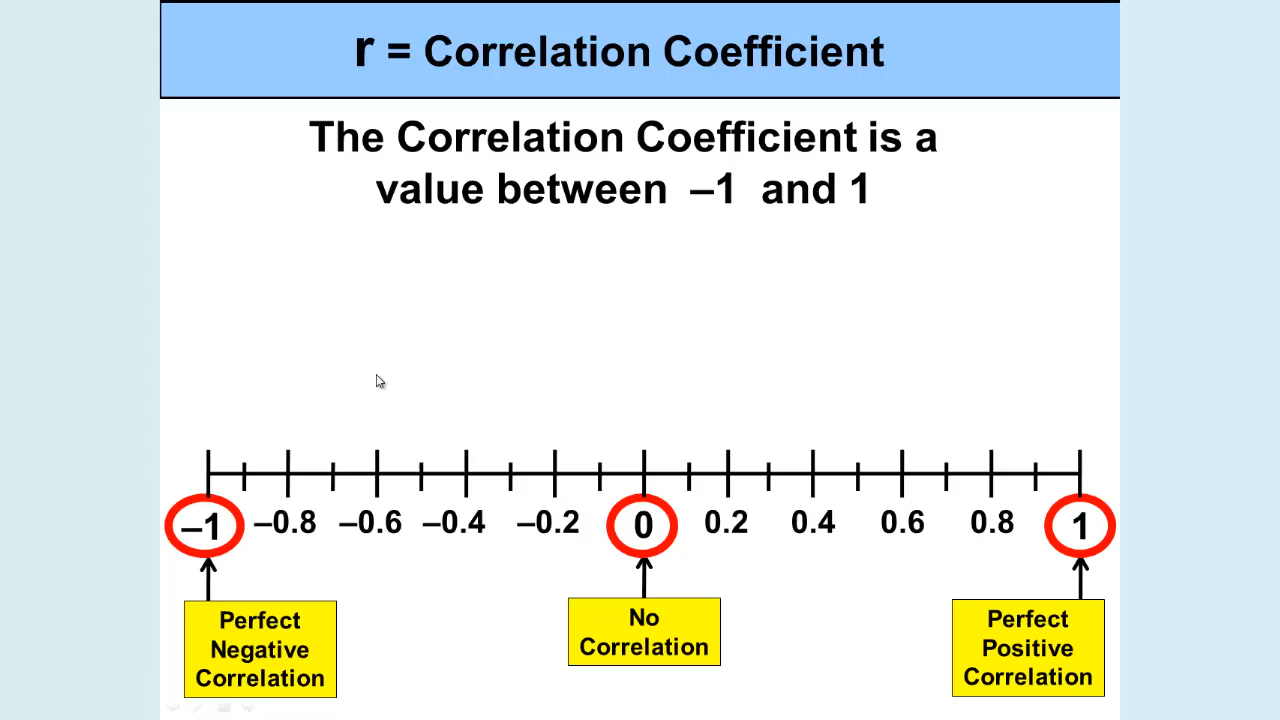 r = Correlation Coefficient
The Correlation Coefficient is a
value between –1 and 1
–1 –0.8 –0.6 –0.4 –0.2 0 0.2 0.4 0.6 0.8 1
Perfect
Negative
Correlation
No
Correlation
Perfect
Positive
Correlation